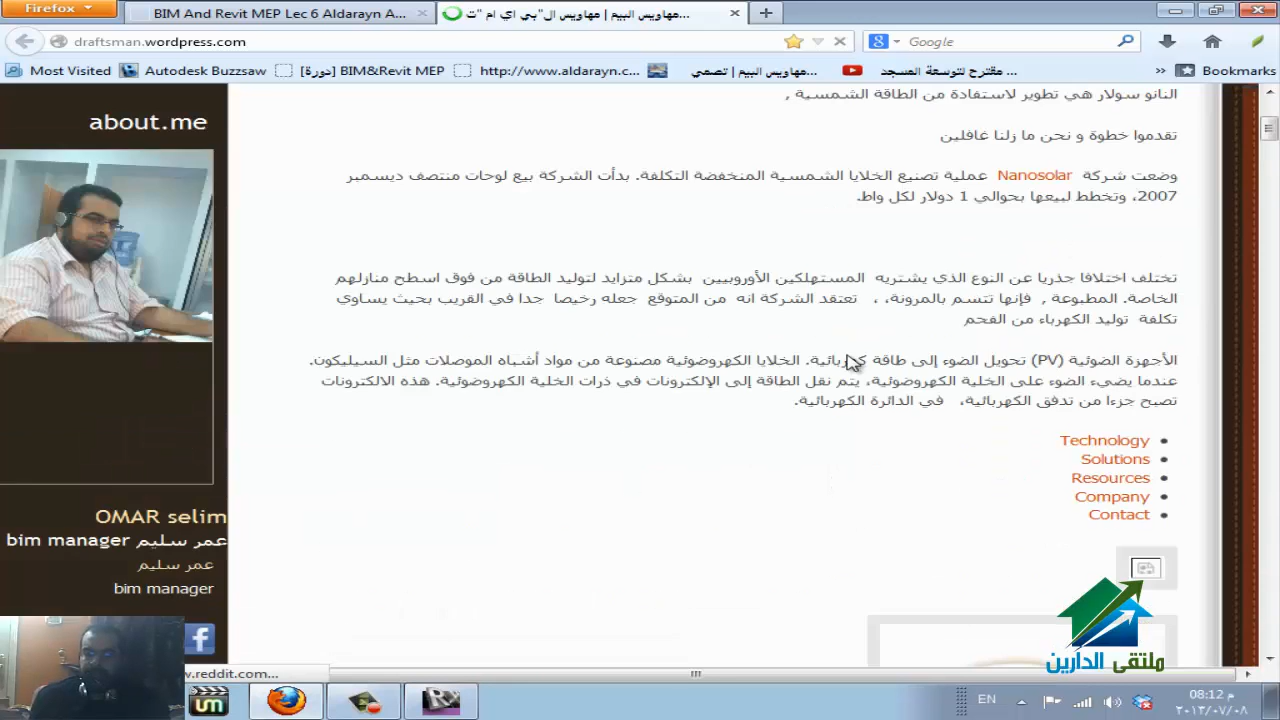 Firefox
BIM And Revit MEP Lec 6 Aldarayn A...
مهاويس البيم | مهاويس ال"بي اي ام "ت...
draftsman.wordpress.com
Google
Most Visited
Autodesk Buzzsaw
[دورة] BIM&Revit MEP
http://www.aldarayn.c...
مهاويس البيم | تصمي...
مقترح لتوسعة المسجد ...
»
Bookmarks
about.me
النانو سولار هي تطوير لاستفادة من الطاقة الشمسية ,
تقدموا خطوة و نحن ما زلنا غافلين
وضعت شركة Nanosolar عملية تصنيع الخلايا الشمسية المنخفضة التكلفة. بدأت الشركة بيع لوحات منتصف ديسمبر
2007، وتخطط لبيعها بحوالي 1 دولار لكل واط.
تختلف اختلافا جذريا عن النوع الذي يشتريه المستهلكين الأوروبيين بشكل متزايد لتوليد الطاقة من فوق اسطح منازلهم
الخاصة. المطبوعة , فإنها تتسم بالمرونة، ، تعتقد الشركة انه من المتوقع جعله رخيصا جدا في القريب بحيث يساوي
تكلفة توليد الكهرباء من الفحم
الأجهزة الضوئية (PV) تحويل الضوء إلى طاقة كهربائية. الخلايا الكهروضوئية مصنوعة من مواد أشباه الموصلات مثل السيليكون.
عندما يضيء الضوء على الخلية الكهروضوئية، يتم نقل الطاقة إلى الإلكترونات في ذرات الخلية الكهروضوئية. هذه الالكترونات
تصبح جزءا من تدفق الكهربائية، في الدائرة الكهربائية.
Technology
Solutions
Resources
Company
Contact
OMAR selim
عمر سليم bim manager
عمر سليم
bim manager
ملتقى الدارين
w.reddit.com...
EN
08:12 م
٢٠١٣/٠٧/٠٨